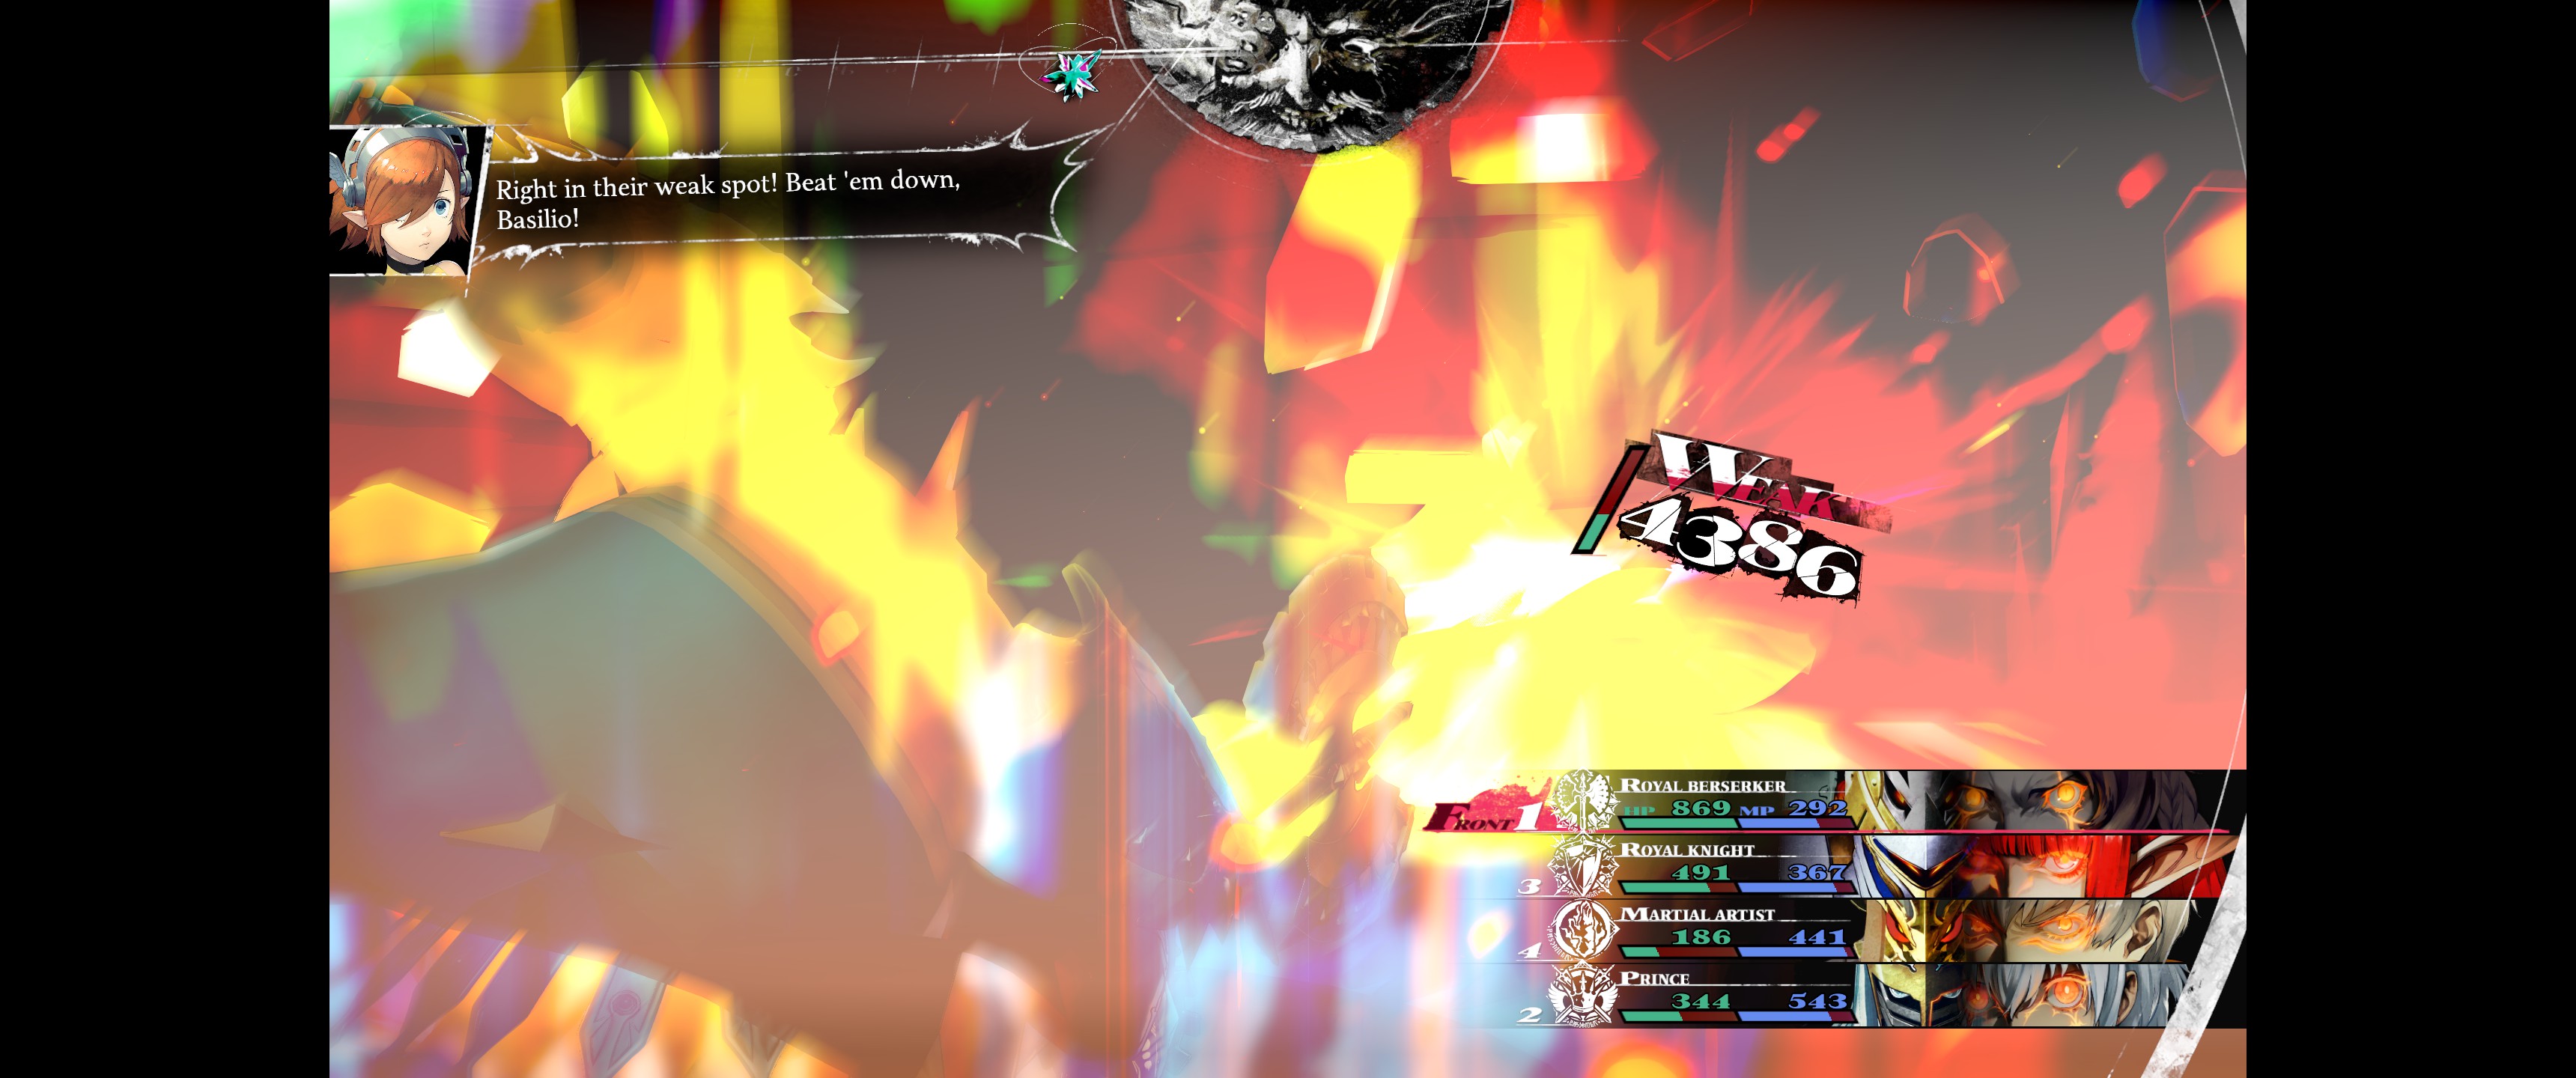 Right in their weak spot! Beat 'em down,
Basilio!
WEAK
4386
FRONT 1
ROYAL BERSERKER
HP 869 MP 292
3
ROYAL KNIGHT
491 367
4
MARTIAL ARTIST
186 441
2
PRINCE
344 543